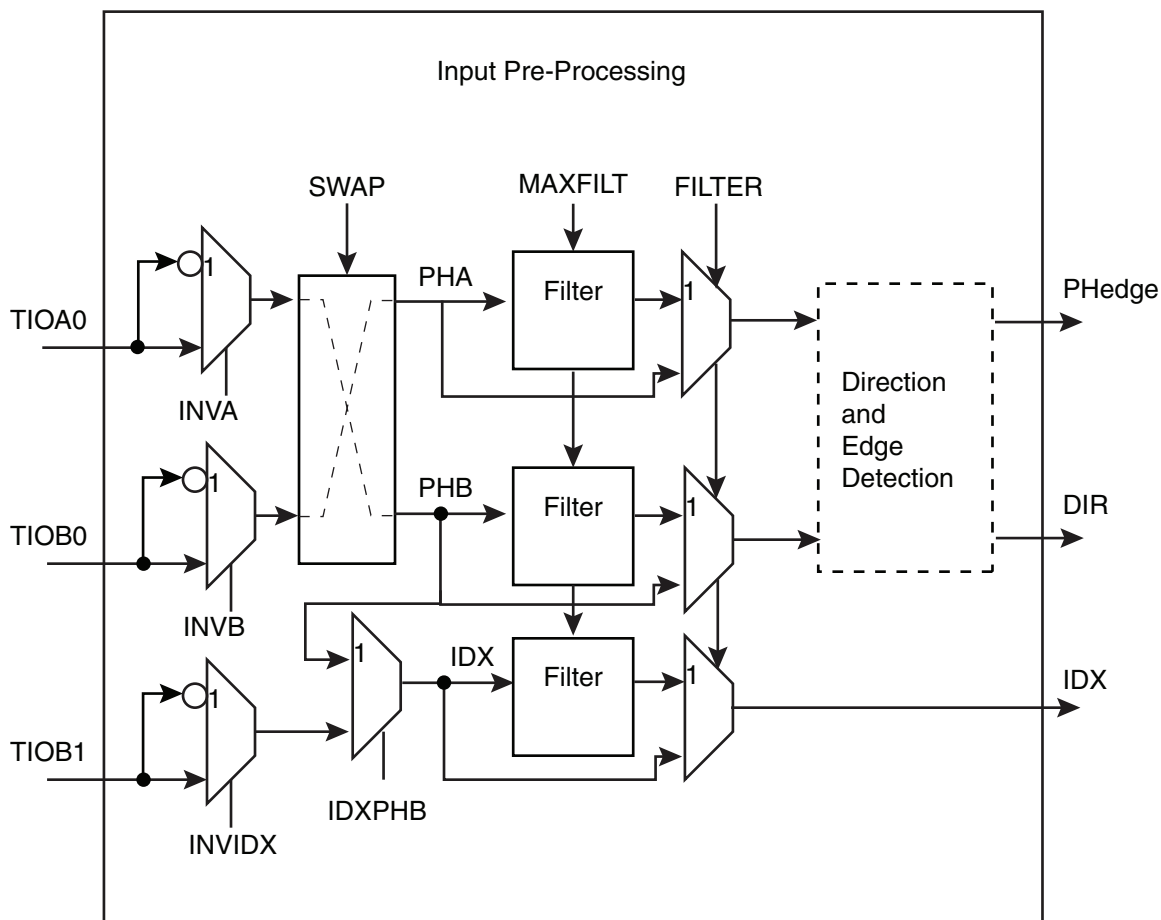 Input Pre-Processing
SWAP
MAXFILT
FILTER
1
PHA
Filter
1
PHedge
TIOA0
INVA
Direction
and
Edge
Detection
1
PHB
Filter
1
DIR
TIOB0
INVB
1
IDX
Filter
1
IDX
1
TIOB1
IDXPHB
INVIDX